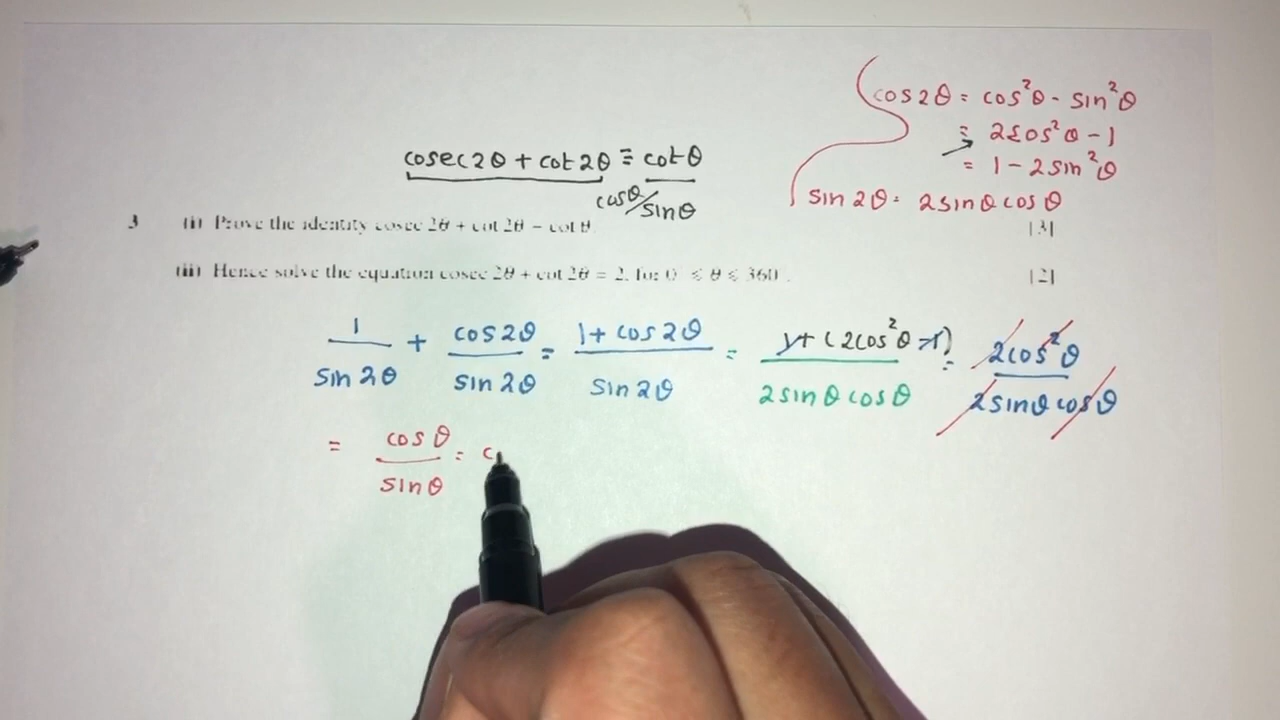 cos2θ = cos²θ - sin²θ
= 2cos²θ - 1
= 1 - 2sin²θ
sin2θ = 2sinθcosθ
cosec2θ + cot2θ ≡ cotθ
cosθ/sinθ
3 (i) Prove the identity cosec 2θ + cot 2θ = cot θ [3]
(ii) Hence solve the equation cosec 2θ + cot 2θ = 2, for 0 ≤ θ ≤ 360 . [2]
1/sin2θ + cos2θ/sin2θ = 1 + cos2θ/sin2θ = 1 + (2cos²θ - 1)/2sinθcosθ = 2cos²θ/2sinθcosθ
= cosθ/sinθ = c